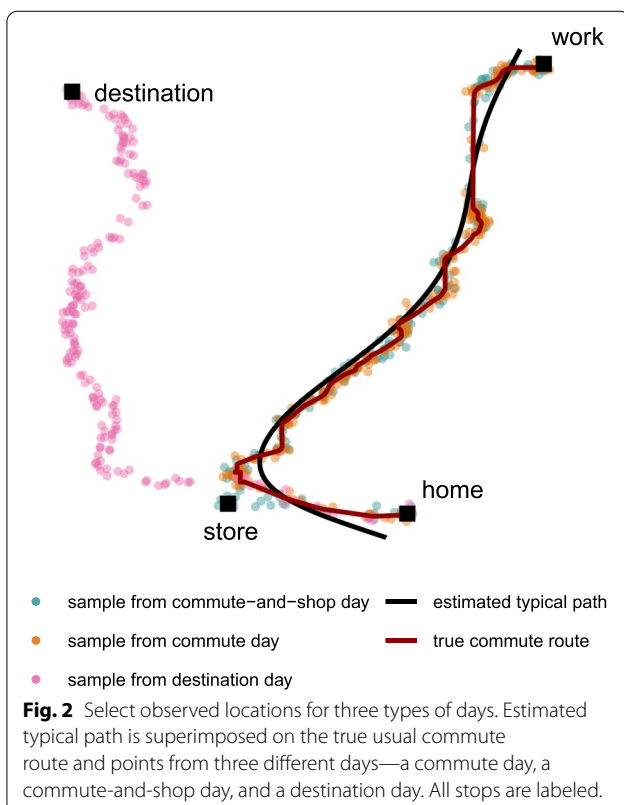 work
destination
home
store
sample from commute−and−shop day
estimated typical path
sample from commute day
true commute route
sample from destination day
Fig. 2 Select observed locations for three types of days. Estimated
typical path is superimposed on the true usual commute
route and points from three different days—a commute day, a
commute-and-shop day, and a destination day. All stops are labeled.